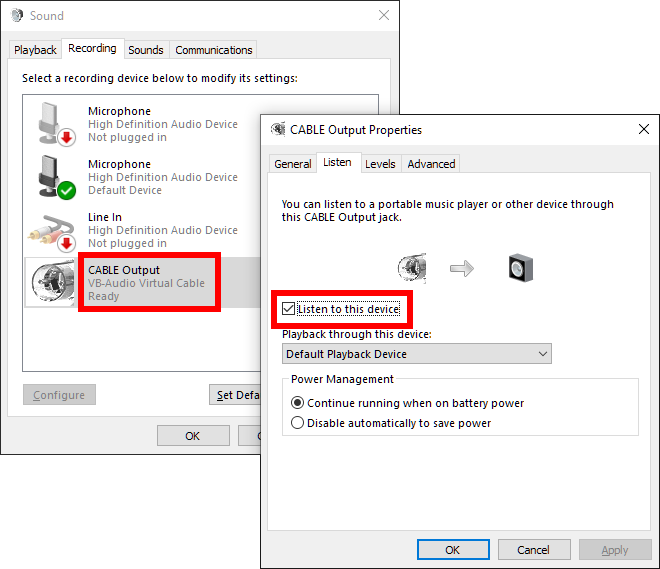 Sound
Playback
Recording
Sounds
Communications
Select a recording device below to modify its settings:
Microphone
High Definition Audio Device
Not plugged in
Microphone
High Definition Audio Device
Default Device
Line In
High Definition Audio Device
Not plugged in
CABLE Output
VB-Audio Virtual Cable
Ready
Configure
OK
CABLE Output Properties
General
Listen
Levels
Advanced
You can listen to a portable music player or other device through
this CABLE Output jack.
Listen to this device
Playback through this device:
Default Playback Device
Power Management
Continue running when on battery power
Disable automatically to save power
OK
Cancel
Apply